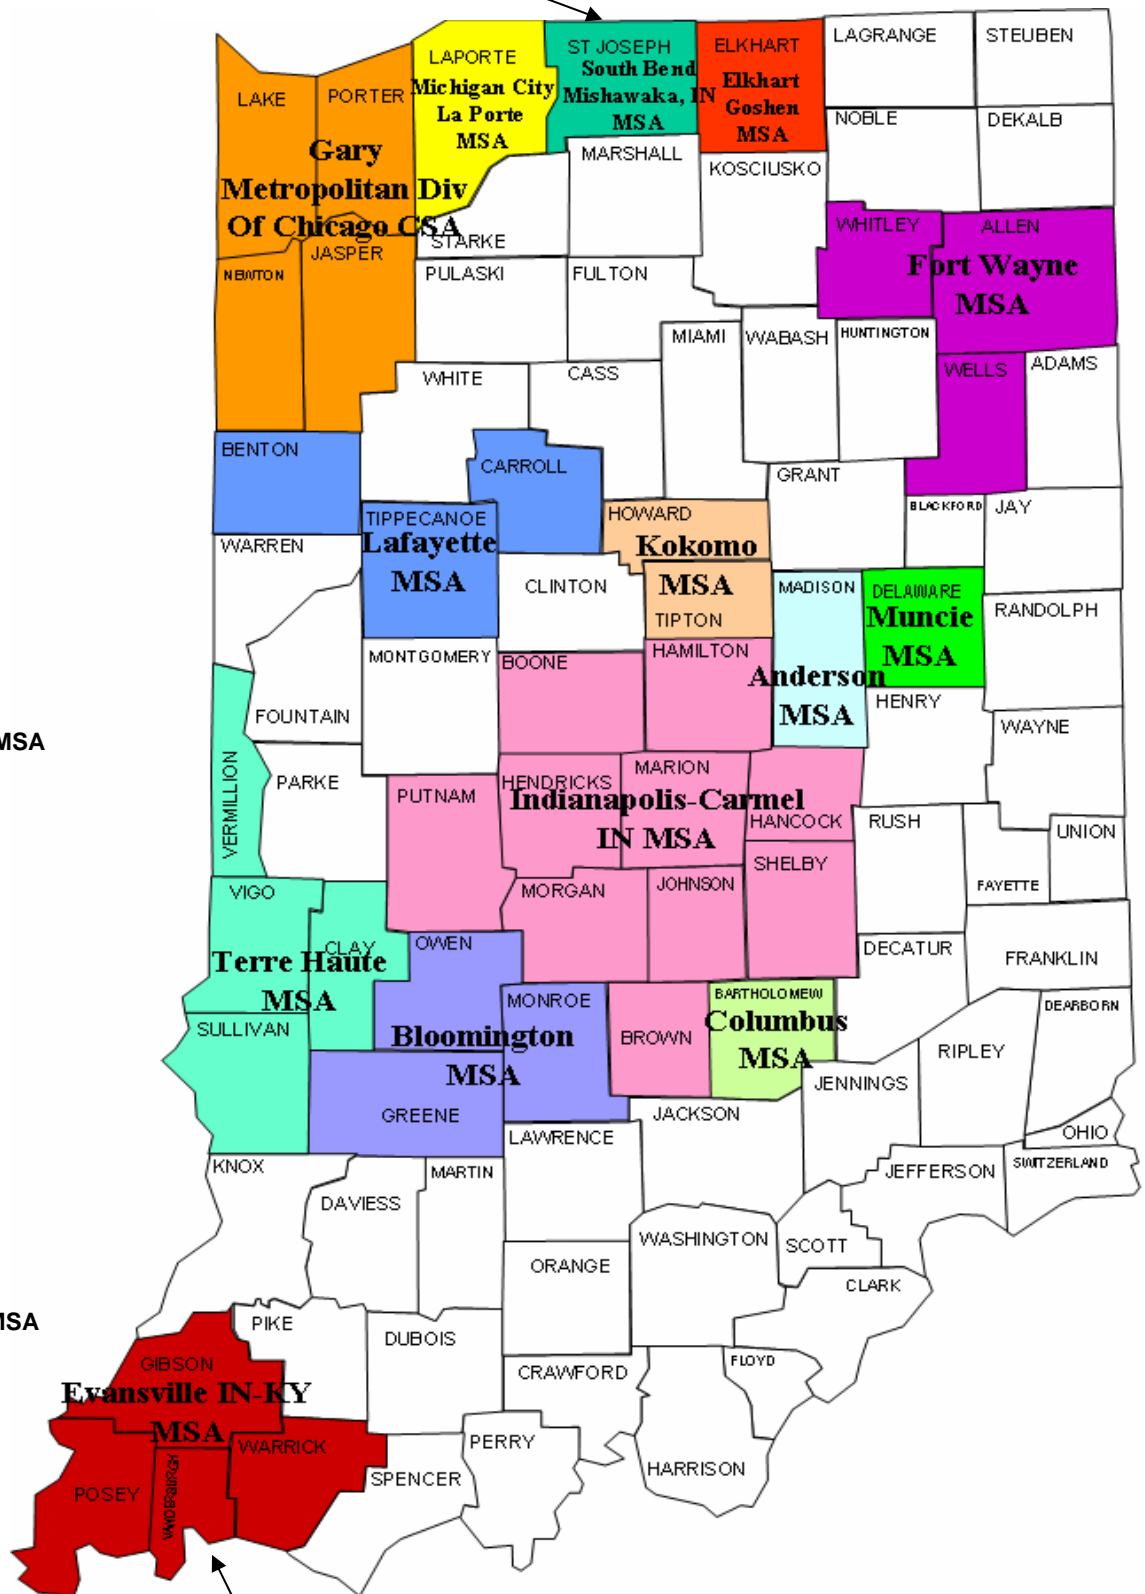 LAGRANGE
STEUBEN
ST JOSEPH
ELKHART
LAPORTE
South Bend
Mishawaka, IN
MSA
Elkhart
Goshen
MSA
Michigan City
La Porte
MSA
LAKE
PORTER
NOBLE
DEKALB
Gary
Metropolitan Div
Of Chicago CSA
MARSHALL
KOSCIUSKO
STARKE
WHITLEY
ALLEN
Fort Wayne
MSA
NEWTON
JASPER
PULASKI
FULTON
MIAMI
WABASH
HUNTINGTON
WHITE
CASS
WELLS
ADAMS
BENTON
CARROLL
GRANT
TIPPECANOE
Lafayette
MSA
HOWARD
Kokomo
MSA
TIPTON
BLACKFORD
JAY
WARREN
CLINTON
MADISON
DELAWARE
Muncie
MSA
RANDOLPH
MONTGOMERY
BOONE
HAMILTON
Anderson
MSA
HENRY
FOUNTAIN
WAYNE
MSA
VERMILLION
PARKE
PUTNAM
HENDRICKS
MARION
Indianapolis-Carmel
IN MSA
HANCOCK
RUSH
UNION
SHELBY
FAYETTE
VIGO
MORGAN
JOHNSON
CLAY
Terre Haute
MSA
OWEN
DECATUR
FRANKLIN
SULLIVAN
MONROE
BARTHOLOMEW
Columbus
MSA
DEARBORN
Bloomington
MSA
BROWN
RIPLEY
JENNINGS
GREENE
JACKSON
LAWRENCE
OHIO
KNOX
MARTIN
JEFFERSON
SWITZERLAND
DAVIESS
WASHINGTON
SCOTT
ORANGE
CLARK
MSA
PIKE
DUBOIS
GIBSON
CRAWFORD
FLOYD
Evansville IN-KY
MSA
WARRICK
PERRY
SPENCER
HARRISON
POSEY
VANDERBURGH